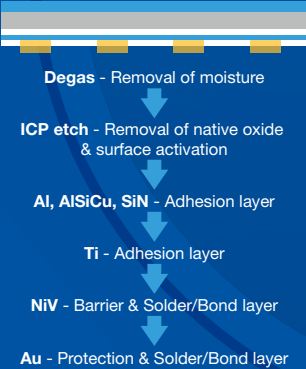 Degas - Removal of moisture
ICP etch - Removal of native oxide
& surface activation
Al, AlSiCu, SiN - Adhesion layer
Ti - Adhesion layer
NiV - Barrier & Solder/Bond layer
Au - Protection & Solder/Bond layer